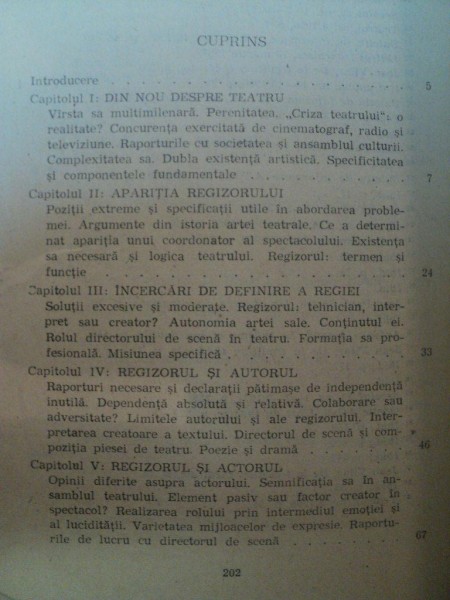 CUPRINS
Introducere . . . . . . . . . . . . . . . 5
Capitolul I: DIN NOU DESPRE TEATRU
Vîrsta sa multimilenară. Perenitatea. „Criza teatrului“: o
realitate? Concurența exercitată de cinematograf, radio și
televiziune. Raporturile cu societatea și ansamblul culturii.
Complexitatea sa. Dubla existență artistică. Specificitatea
și componentele fundamentale . . . . . . . . 7
Capitolul II: APARIȚIA REGIZORULUI
Poziții extreme și specificații utile în abordarea proble-
mei. Argumente din istoria artei teatrale. Ce a determi-
nat apariția unui coordonator al spectacolului. Existența
sa necesară și logica teatrului. Regizorul: termen și
funcție . . . . . . . . . . . . . . . . 24
Capitolul III: ÎNCERCĂRI DE DEFINIRE A REGIEI
Soluții excesive și moderate. Regizorul: tehnician, inter-
pret sau creator? Autonomia artei sale. Conținutul ei.
Rolul directorului de scenă în teatru. Formația sa pro-
fesională. Misiunea specifică . . . . . . . . . 33
Capitolul IV: REGIZORUL ȘI AUTORUL
Raporturi necesare și declarații pătimașe de independență
inutilă. Dependență absolută și relativă. Colaborare sau
adversitate? Limitele autorului și ale regizorului. Inter-
pretarea creatoare a textului. Directorul de scenă și com-
poziția piesei de teatru. Poezie și dramă . . . . . 46
Capitolul V: REGIZORUL ȘI ACTORUL
Opinii diferite asupra actorului. Semnificația sa în an-
samblul teatrului. Element pasiv sau factor creator în
spectacol? Realizarea rolului prin intermediul emoției și
al lucidității. Varietatea mijloacelor de expresie. Raportu-
rile de lucru cu directorul de scenă . . . . . . . 67
202